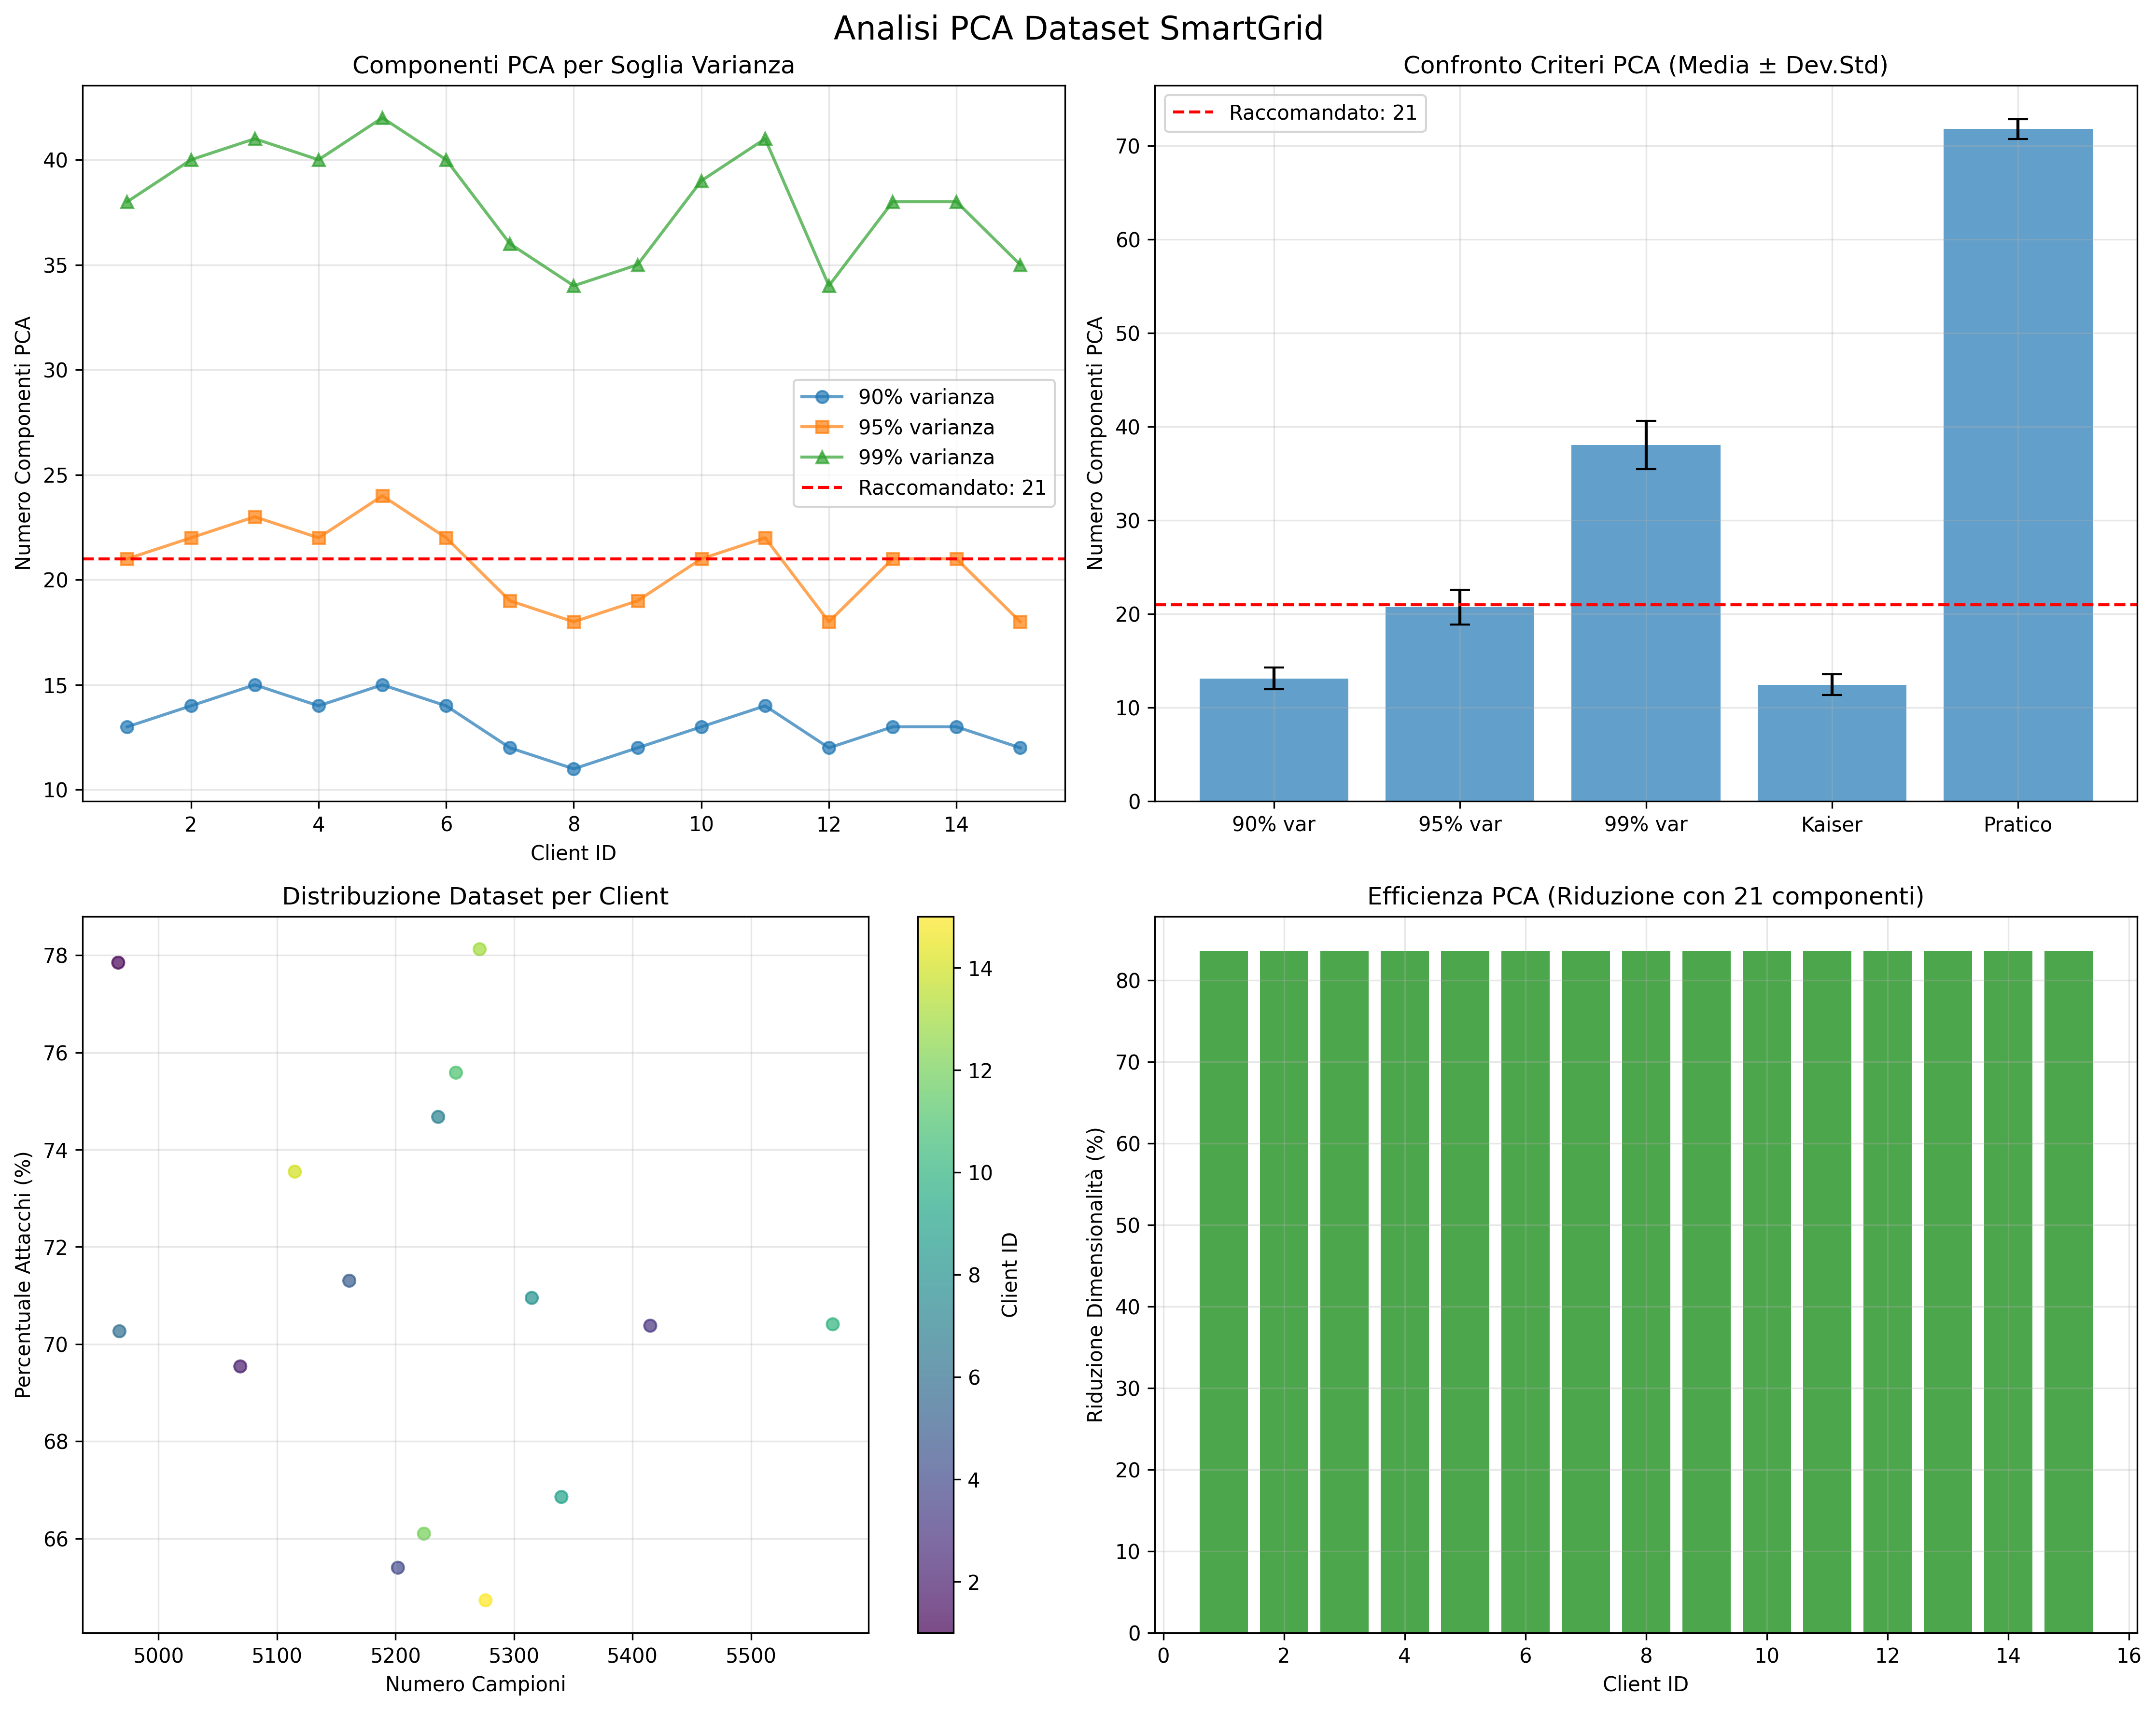 Analisi PCA Dataset SmartGrid
Componenti PCA per Soglia Varianza
Numero Componenti PCA
40
35
30
25
20
15
10
90% varianza
95% varianza
99% varianza
Raccomandato: 21
2 4 6 8 10 12 14
Client ID
Confronto Criteri PCA (Media ± Dev.Std)
Raccomandato: 21
Numero Componenti PCA
70
60
50
40
30
20
10
0
90% var 95% var 99% var Kaiser Pratico
Distribuzione Dataset per Client
Percentuale Attacchi (%)
78
76
74
72
70
68
66
5000 5100 5200 5300 5400 5500
Numero Campioni
14
12
10
8
6
4
2
Client ID
Efficienza PCA (Riduzione con 21 componenti)
Riduzione Dimensionalità (%)
80
70
60
50
40
30
20
10
0
0 2 4 6 8 10 12 14 16
Client ID